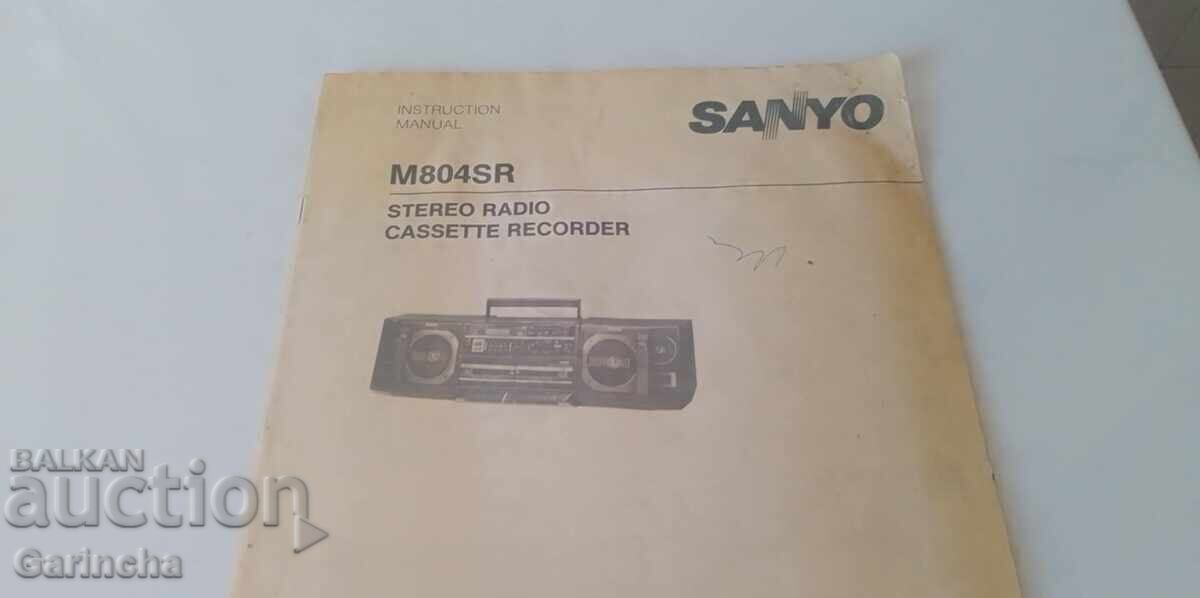 INSTRUCTION
MANUAL
SANYO
M804SR
STEREO RADIO
CASSETTE RECORDER
BALKAN
auction
Garincha